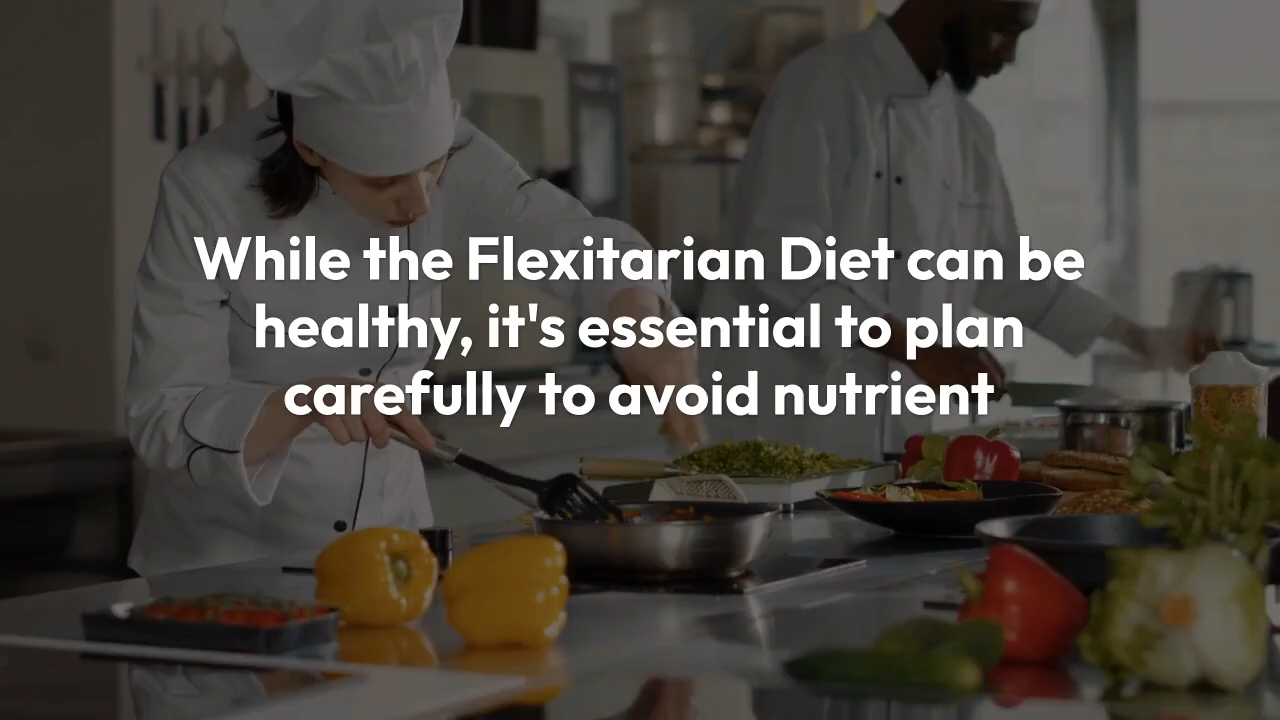 While the Flexitarian Diet can be
healthy, it's essential to plan
carefully to avoid nutrient